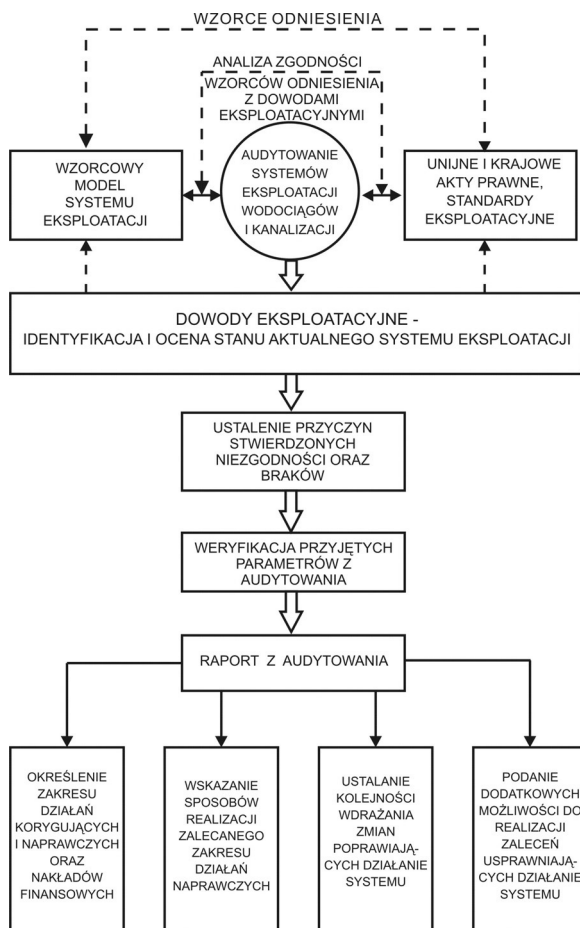 WZORCE ODNIESIENIA
ANALIZA ZGODNOŚCI
WZORCÓW ODNIESIENIA
Z DOWODAMI
EKSPLOATACYJNYMI
WZORCOWY
MODEL
SYSTEMU
EKSPLOATACJI
AUDYTOWANIE
SYSTEMÓW
EKSPLOATACJI
WODOCIĄGÓW
I KANALIZACJI
UNIJNE I KRAJOWE
AKTY PRAWNE,
STANDARDY
EKSPLOATACYJNE
DOWODY EKSPLOATACYJNE -
IDENTYFIKACJA I OCENA STANU AKTUALNEGO SYSTEMU EKSPLOATACJI
USTALENIE PRZYCZYN
STWIERDZONYCH
NIEZGODNOŚCI ORAZ
BRAKÓW
WERYFIKACJA PRZYJĘTYCH
PARAMETRÓW Z
AUDYTOWANIA
RAPORT Z AUDYTOWANIA
OKREŚLENIE
ZAKRESU
DZIAŁAŃ
KORYGUJĄCYCH
I NAPRAWCZYCH
ORAZ
NAKŁADÓW
FINANSOWYCH
WSKAZANIE
SPOSOBÓW
REALIZACJI
ZALECANEGO
ZAKRESU
DZIAŁAŃ
NAPRAWCZYCH
USTALANIE
KOLEJNOŚCI
WDRAŻANIA
ZMIAN
POPRAWIAJĄ-
CYCH DZIAŁANIE
SYSTEMU
PODANIE
DODATKOWYCH
MOŻLIWOŚCI DO
REALIZACJI
ZALECEŃ
USPRAWNIAJĄ-
CYCH DZIAŁANIE
SYSTEMU